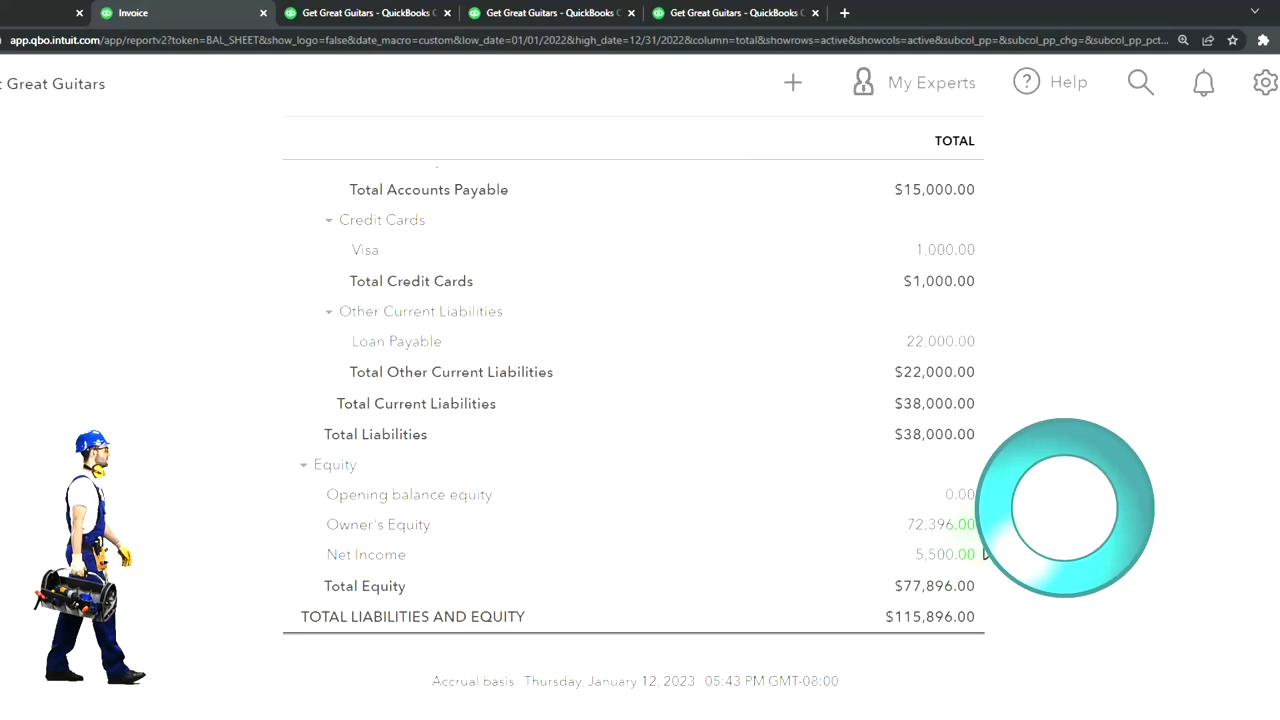 Invoice
Get Great Guitars - QuickBooks
Get Great Guitars - QuickBooks
Get Great Guitars - QuickBooks
app.qbo.intuit.com/app/reportv2?token=BAL_SHEET&show_logo=false&date_macro=custom&low_date=01/01/2022&high_date=12/31/2022&column=total&showrows=active&showcols=active&subcol_pp=&subcol_pp_chg=&subcol_pp_pct...
Great Guitars
My Experts
Help
TOTAL
Total Accounts Payable $15,000.00
Credit Cards
Visa 1,000.00
Total Credit Cards $1,000.00
Other Current Liabilities
Loan Payable 22,000.00
Total Other Current Liabilities $22,000.00
Total Current Liabilities $38,000.00
Total Liabilities $38,000.00
Equity
Opening balance equity 0.00
Owner's Equity 72,396.00
Net Income 5,500.00
Total Equity $77,896.00
TOTAL LIABILITIES AND EQUITY $115,896.00
Accrual basis Thursday, January 12, 2023 05:43 PM GMT-08:00